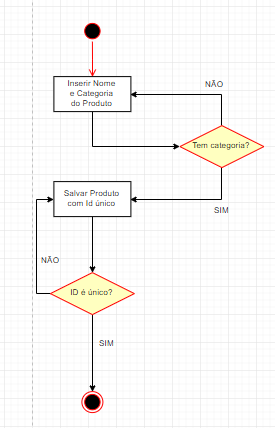 Inserir Nome
e Categoria
do Produto
NÃO
Tem categoria?
SIM
Salvar Produto
com Id único
NÃO
ID é único?
SIM